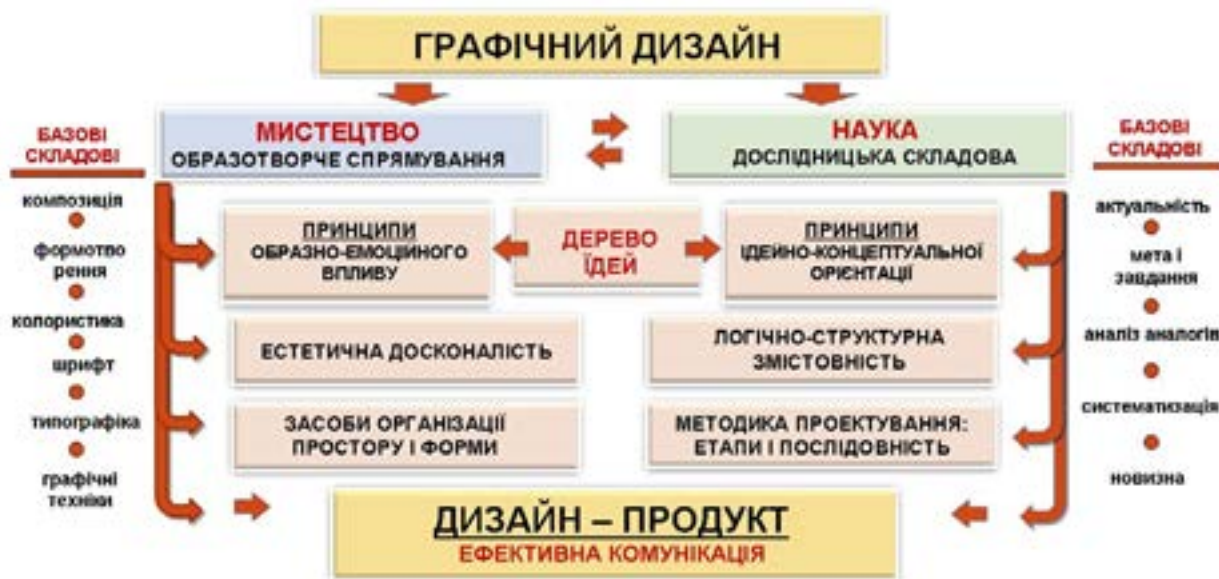 ГРАФІЧНИЙ ДИЗАЙН
БАЗОВІ
СКЛАДОВІ
композиція
формотво
рення
колористика
шрифт
типографіка
графічні
техніки
МИСТЕЦТВО
ОБРАЗОТВОРЧЕ СПРЯМУВАННЯ
НАУКА
ДОСЛІДНИЦЬКА СКЛАДОВА
ПРИНЦИПИ
ОБРАЗНО-ЕМОЦІЙНОГО
ВПЛИВУ
ДЕРЕВО
ЇДЕЙ
ПРИНЦИПИ
ІДЕЙНО-КОНЦЕПТУАЛЬНОЇ
ОРІЄНТАЦІЇ
ЕСТЕТИЧНА ДОСКОНАЛІСТЬ
ЛОГІЧНО-СТРУКТУРНА
ЗМІСТОВНІСТЬ
ЗАСОБИ ОРГАНІЗАЦІЇ
ПРОСТОРУ І ФОРМИ
МЕТОДИКА ПРОЕКТУВАННЯ:
ЕТАПИ І ПОСЛІДОВНІСТЬ
БАЗОВІ
СКЛАДОВІ
актуальність
мета і
завдання
аналіз аналогів
систематизація
новизна
ДИЗАЙН – ПРОДУКТ
ЕФЕКТИВНА КОМУНІКАЦІЯ